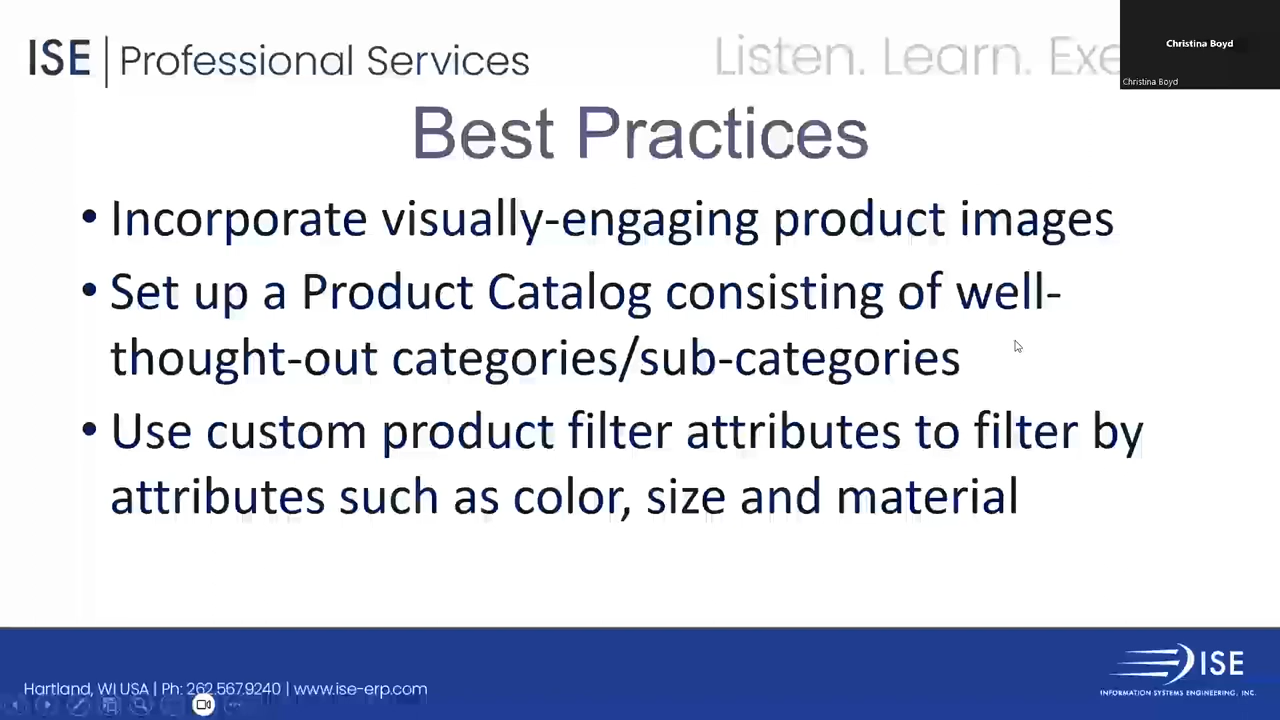 ISE | Professional Services
Listen. Learn. Exe
Christina Boyd
Christina Boyd
Best Practices
• Incorporate visually-engaging product images
• Set up a Product Catalog consisting of well-
thought-out categories/sub-categories
• Use custom product filter attributes to filter by
attributes such as color, size and material
Hartland, WI USA | Ph: 262.567.9240 | www.ise-erp.com
ISE
INFORMATION SYSTEMS ENGINEERING, INC.